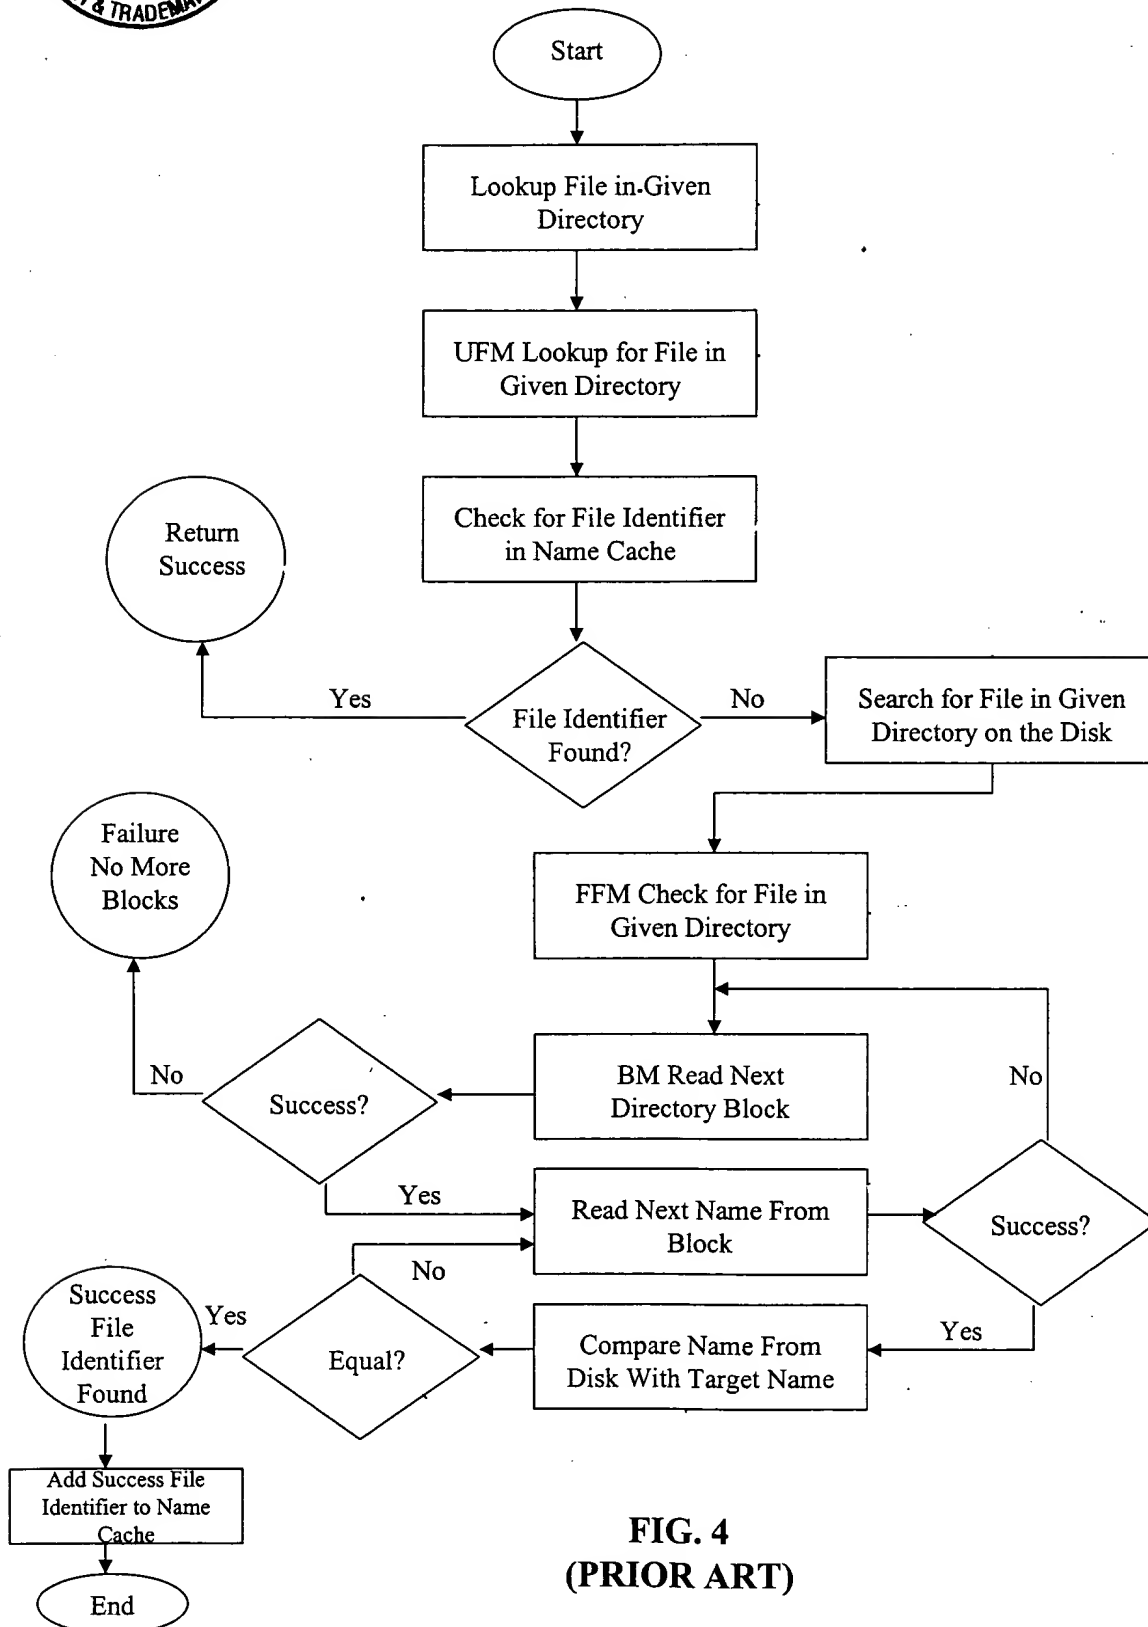 & TRADEMA
Start
Lookup File in Given
Directory
UFM Lookup for File in
Given Directory
Check for File Identifier
in Name Cache
Return
Success
Yes
File Identifier
Found?
No
Search for File in Given
Directory on the Disk
Failure
No More
Blocks
FFM Check for File in
Given Directory
No
Success?
BM Read Next
Directory Block
No
Yes
Read Next Name From
Block
Success?
No
Success
File
Identifier
Found
Yes
Equal?
Compare Name From
Disk With Target Name
Yes
Add Success File
Identifier to Name
Cache
End
FIG. 4
(PRIOR ART)